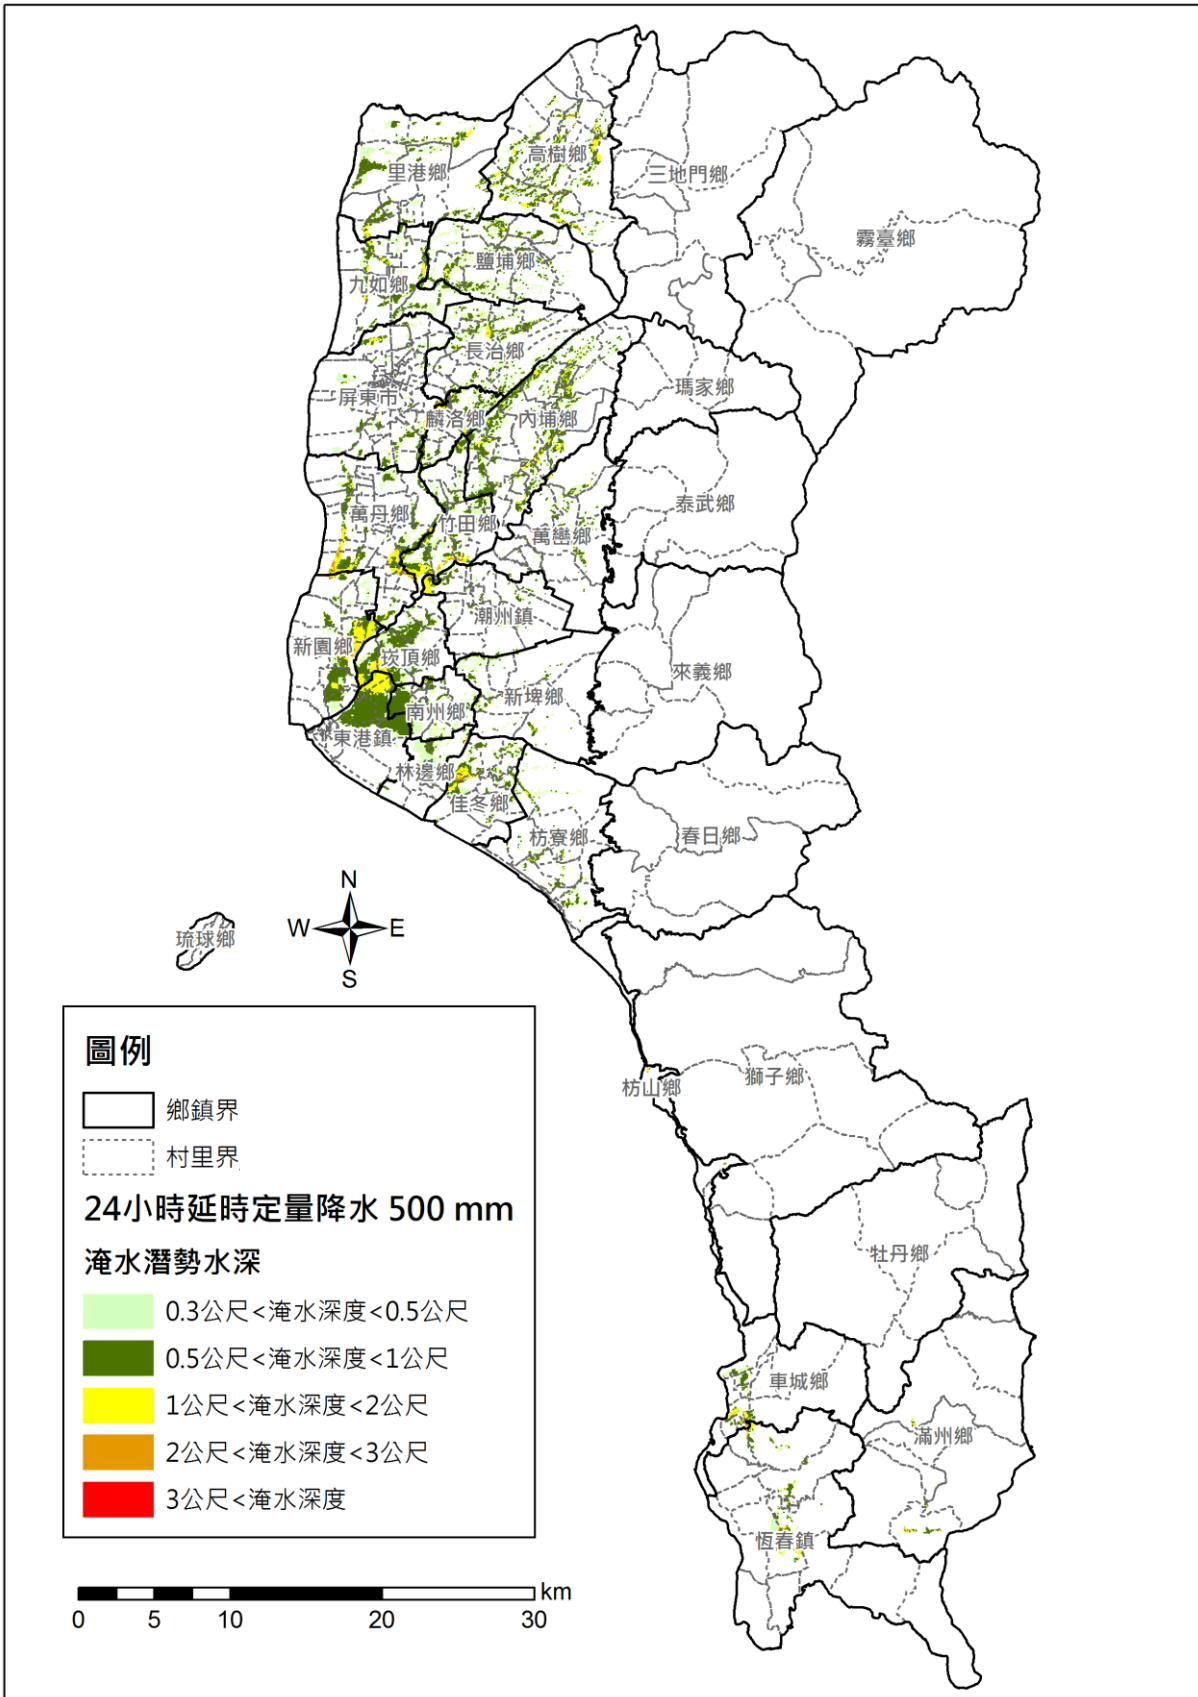 高樹鄉
三地門鄉
里港鄉
霧臺鄉
鹽埔鄉
九如鄉
長治鄉
瑪家鄉
屏東市
麟洛鄉
內埔鄉
泰武鄉
萬丹鄉
竹田鄉
萬巒鄉
潮州鎮
新園鄉
崁頂鄉
來義鄉
新埤鄉
南州鄉
東港鎮
林邊鄉
佳冬鄉
枋寮鄉
春日鄉
N
W
E
S
琉球鄉
獅子鄉
枋山鄉
牡丹鄉
車城鄉
滿州鄉
恆春鎮
圖例
鄉鎮界
村里界
24小時延時定量降水 500 mm
淹水潛勢水深
0.3公尺<淹水深度<0.5公尺
0.5公尺<淹水深度<1公尺
1公尺<淹水深度<2公尺
2公尺<淹水深度<3公尺
3公尺<淹水深度
km
0 5 10 20 30